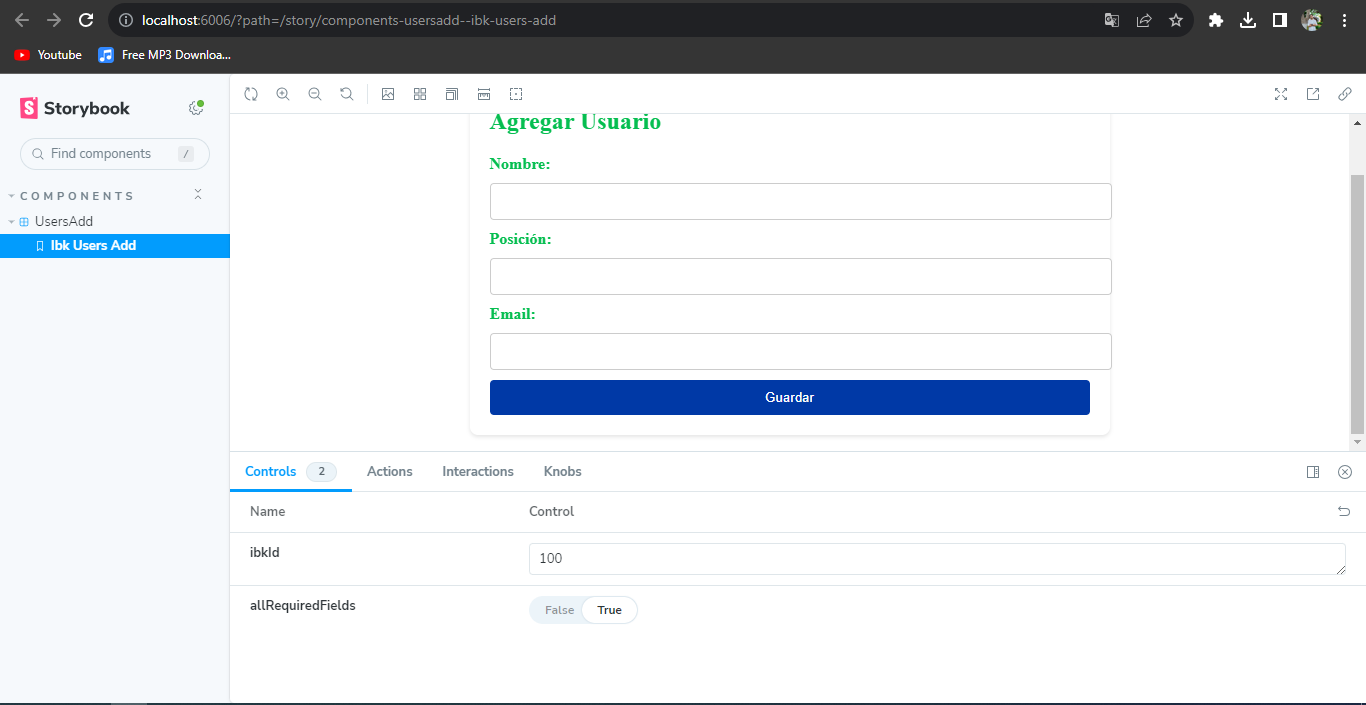 localhost:6006/?path=/story/components-usersadd--ibk-users-add
Youtube Free MP3 Downloa...
Storybook
Find components /
COMPONENTS
UsersAdd
Ibk Users Add
Agregar Usuario
Nombre:
Posición:
Email:
Guardar
Controls 2 Actions Interactions Knobs
Name Control
ibkId 100
allRequiredFields False True